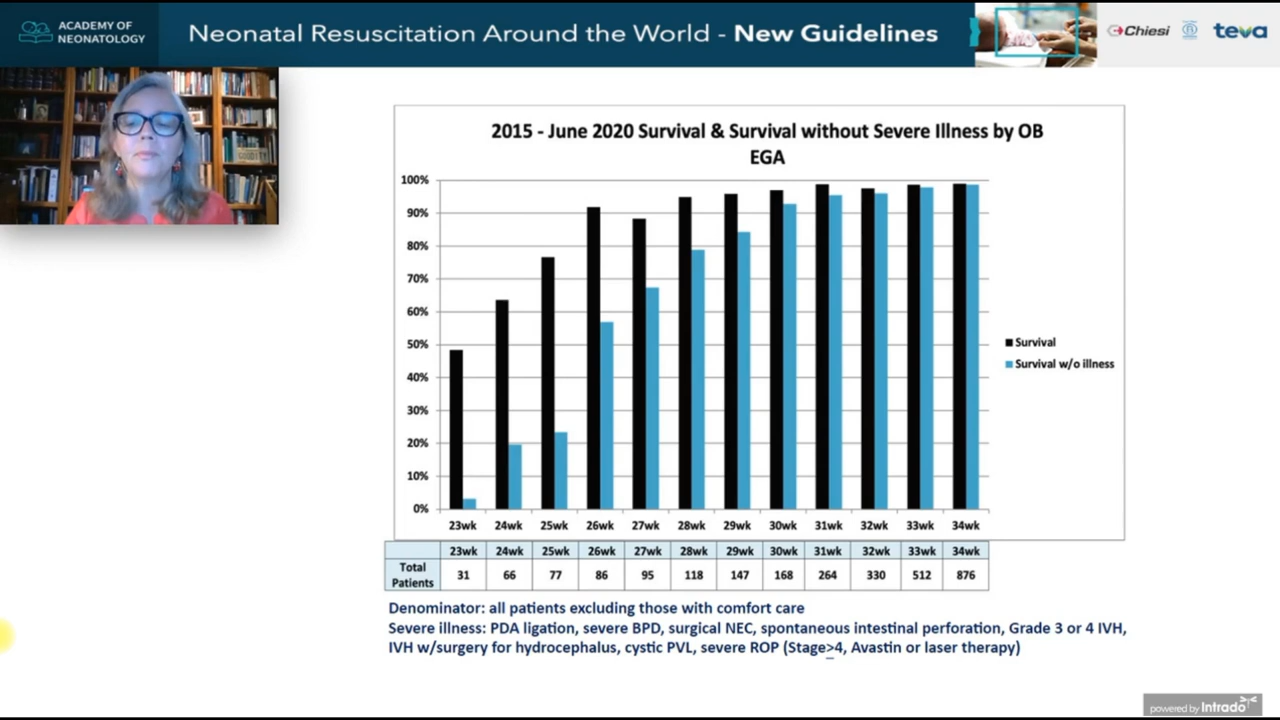 ACADEMY OF
NEONATOLOGY
Neonatal Resuscitation Around the World - New Guidelines
Chiesi
teva
2015 - June 2020 Survival & Survival without Severe Illness by OB
EGA
100%
90%
80%
70%
60%
50%
40%
30%
20%
10%
0%
Survival
Survival w/o illness
23wk 24wk 25wk 26wk 27wk 28wk 29wk 30wk 31wk 32wk 33wk 34wk
23wk 24wk 25wk 26wk 27wk 28wk 29wk 30wk 31wk 32wk 33wk 34wk
Total Patients 31 66 77 86 95 118 147 168 264 330 512 876
Denominator: all patients excluding those with comfort care
Severe illness: PDA ligation, severe BPD, surgical NEC, spontaneous intestinal perforation, Grade 3 or 4 IVH,
IVH w/surgery for hydrocephalus, cystic PVL, severe ROP (Stage>4, Avastin or laser therapy)
powered by Intrado